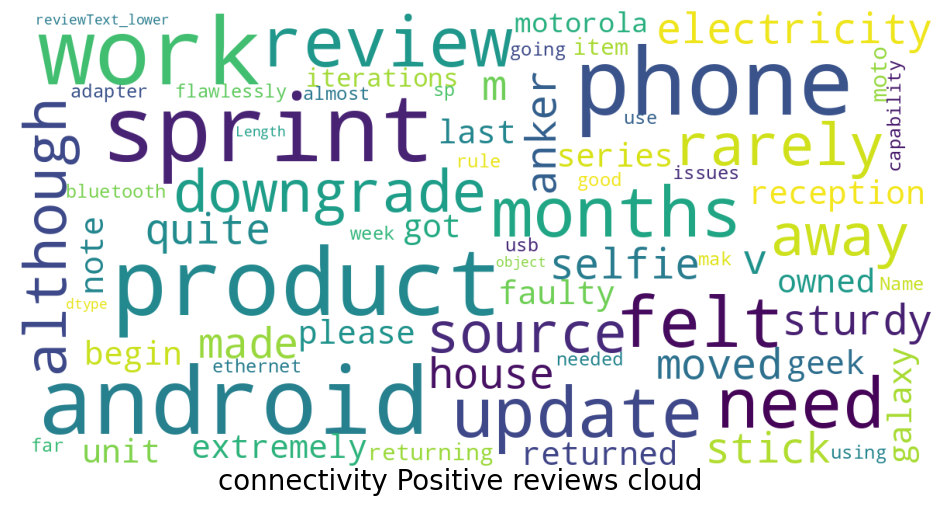 reviewText_lower
work
review
motorola
electricity
going
item
iterations
phone
moto
adapter
flawlessly
almost
sp
m
anker
capability
although
sprint
Length
last
use
rarely
rule
series
issues
bluetooth
downgrade
good
reception
months
note
quite
week
got
away
usb
product
object
selfie
mak
v
owned
Name
dtype
faulty
begin
made
please
source
felt
sturdy
ethernet
house
needed
moved
geek
galaxy
android
update
need
far
unit
extremely
returning
returned
stick
using
connectivity Positive reviews cloud